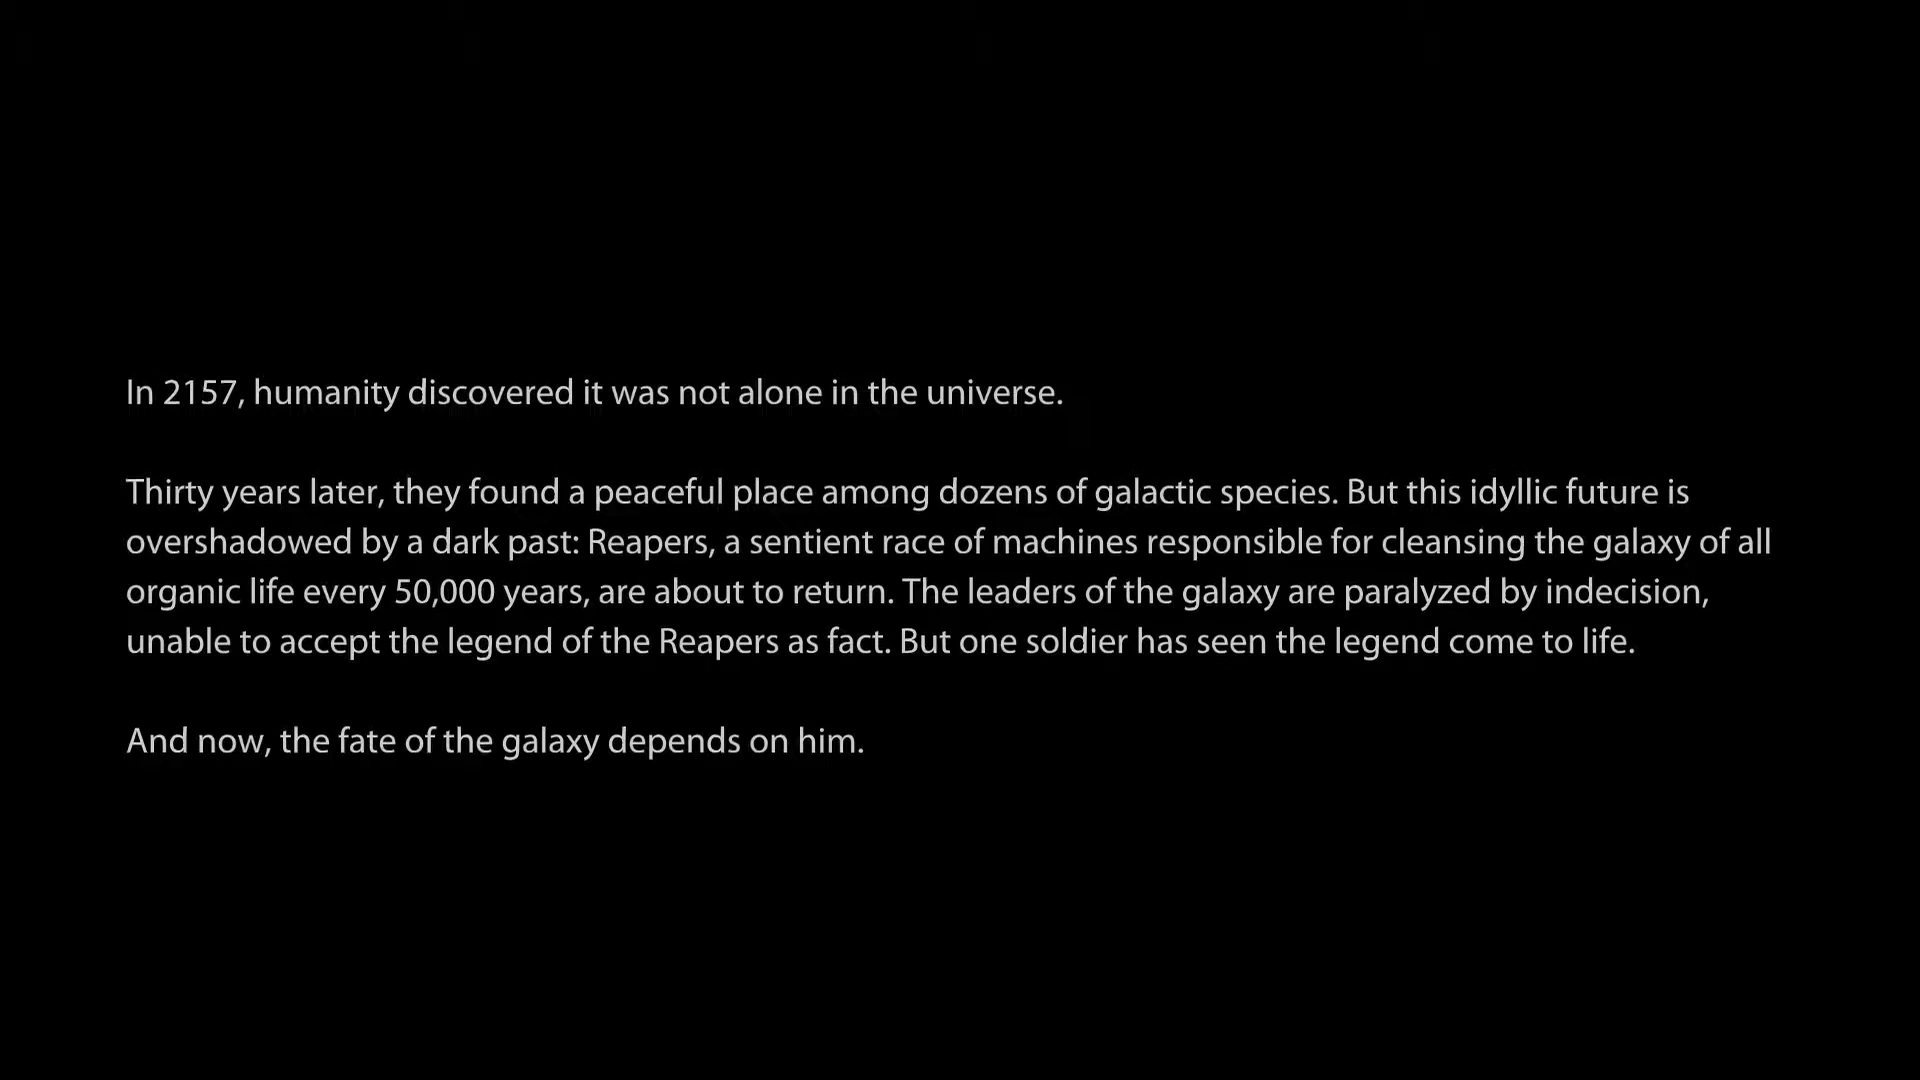 In 2157, humanity discovered it was not alone in the universe.
Thirty years later, they found a peaceful place among dozens of galactic species. But this idyllic future is
overshadowed by a dark past: Reapers, a sentient race of machines responsible for cleansing the galaxy of all
organic life every 50,000 years, are about to return. The leaders of the galaxy are paralyzed by indecision,
unable to accept the legend of the Reapers as fact. But one soldier has seen the legend come to life.
And now, the fate of the galaxy depends on him.